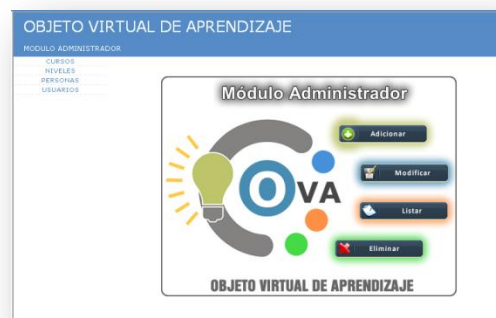 OBJETO VIRTUAL DE APRENDIZAJE
MODULO ADMINISTRADOR
CURSOS
NIVELES
PERSONAS
USUARIOS
Módulo Administrador
Adicionar
Modificar
OVA
Listar
Eliminar
OBJETO VIRTUAL DE APRENDIZAJE